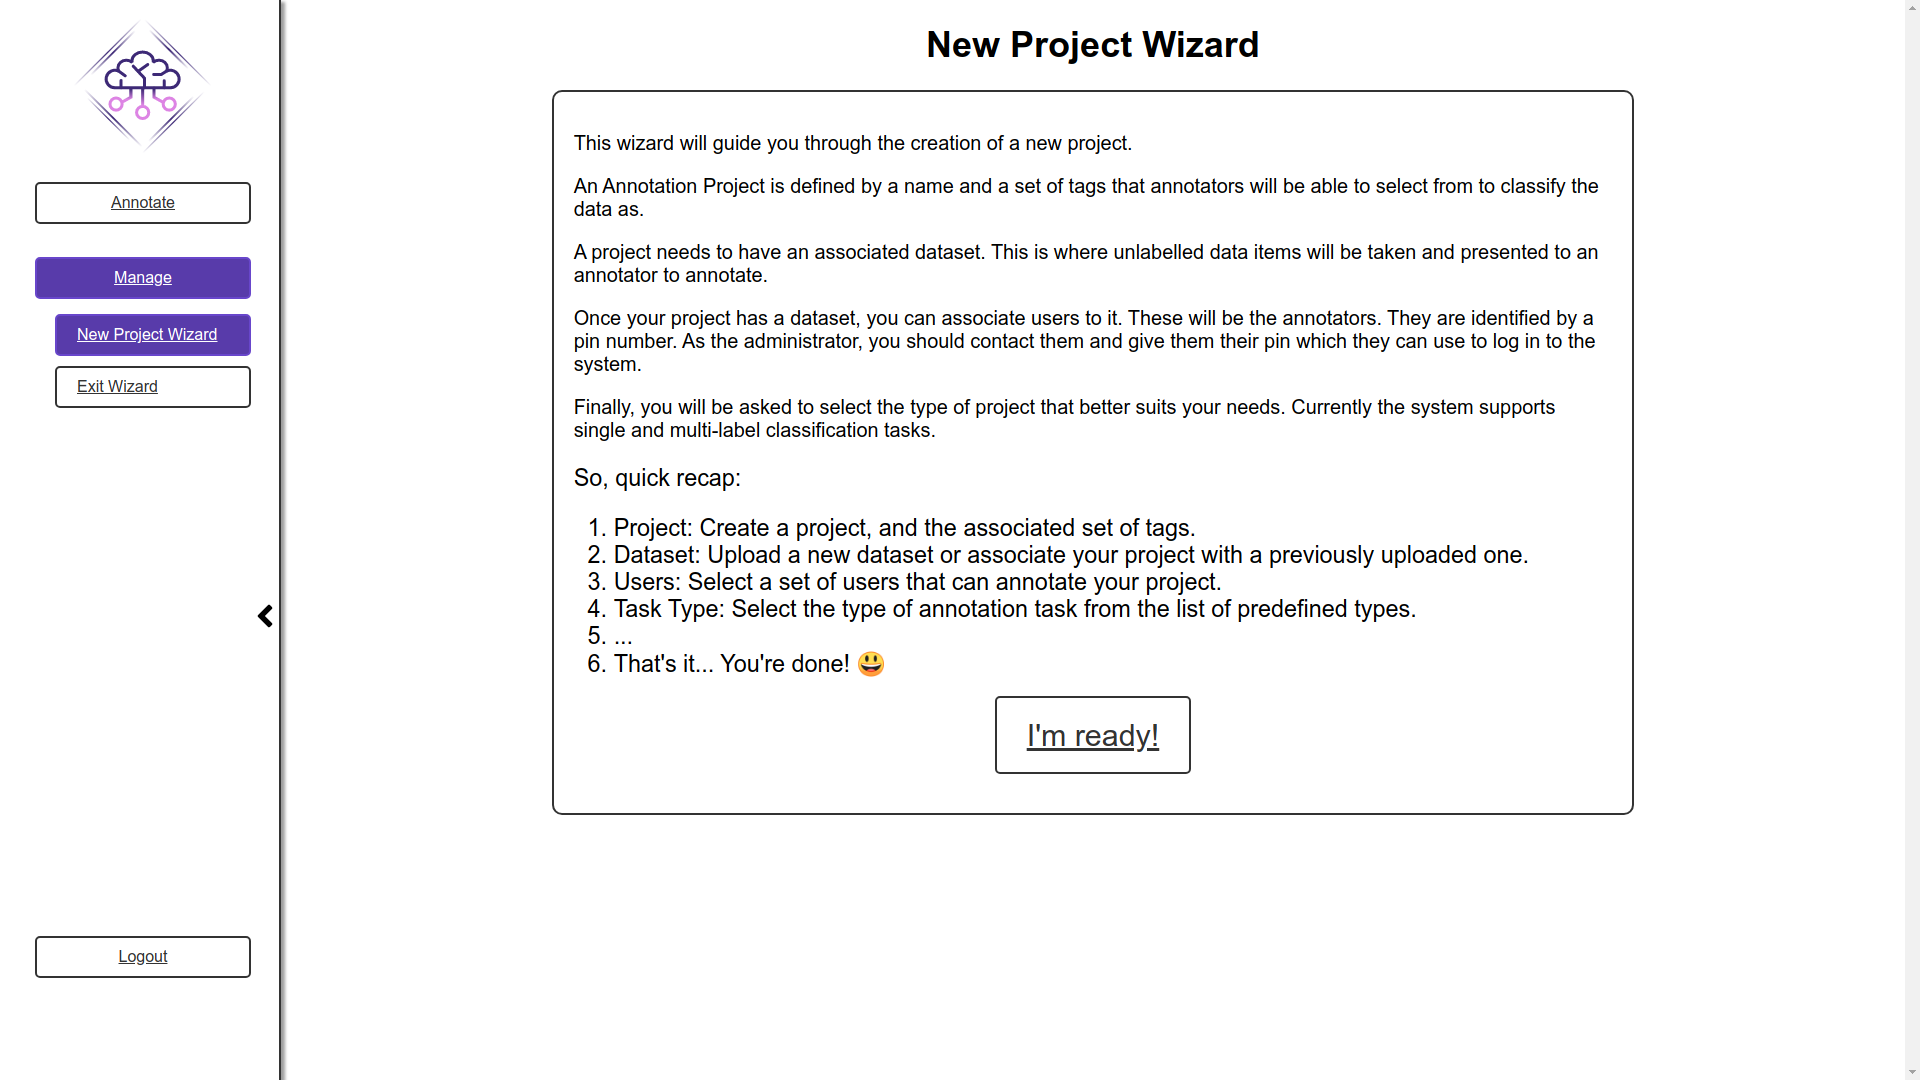 Annotate
Manage
New Project Wizard
Exit Wizard
Logout
New Project Wizard
This wizard will guide you through the creation of a new project.
An Annotation Project is defined by a name and a set of tags that annotators will be able to select from to classify the
data as.
A project needs to have an associated dataset. This is where unlabelled data items will be taken and presented to an
annotator to annotate.
Once your project has a dataset, you can associate users to it. These will be the annotators. They are identified by a
pin number. As the administrator, you should contact them and give them their pin which they can use to log in to the
system.
Finally, you will be asked to select the type of project that better suits your needs. Currently the system supports
single and multi-label classification tasks.
So, quick recap:
1. Project: Create a project, and the associated set of tags.
2. Dataset: Upload a new dataset or associate your project with a previously uploaded one.
3. Users: Select a set of users that can annotate your project.
4. Task Type: Select the type of annotation task from the list of predefined types.
5. ...
6. That's it... You're done! 😃
I'm ready!